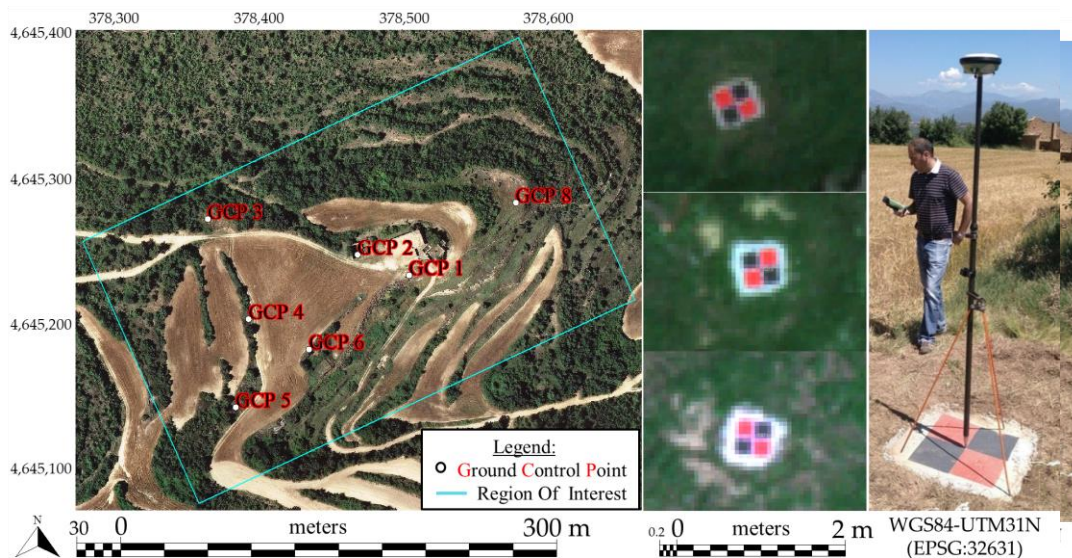 378,300 378,400 378,500 378,600
4,645,400
4,645,300
4,645,200
4,645,100
GCP 3
GCP 8
GCP 2
GCP 1
GCP 4
GCP 6
GCP 5
Legend:
Ground Control Point
Region Of Interest
N
30 0 meters 300 m
0.2 0 meters 2 m
WGS84-UTM31N
(EPSG:32631)